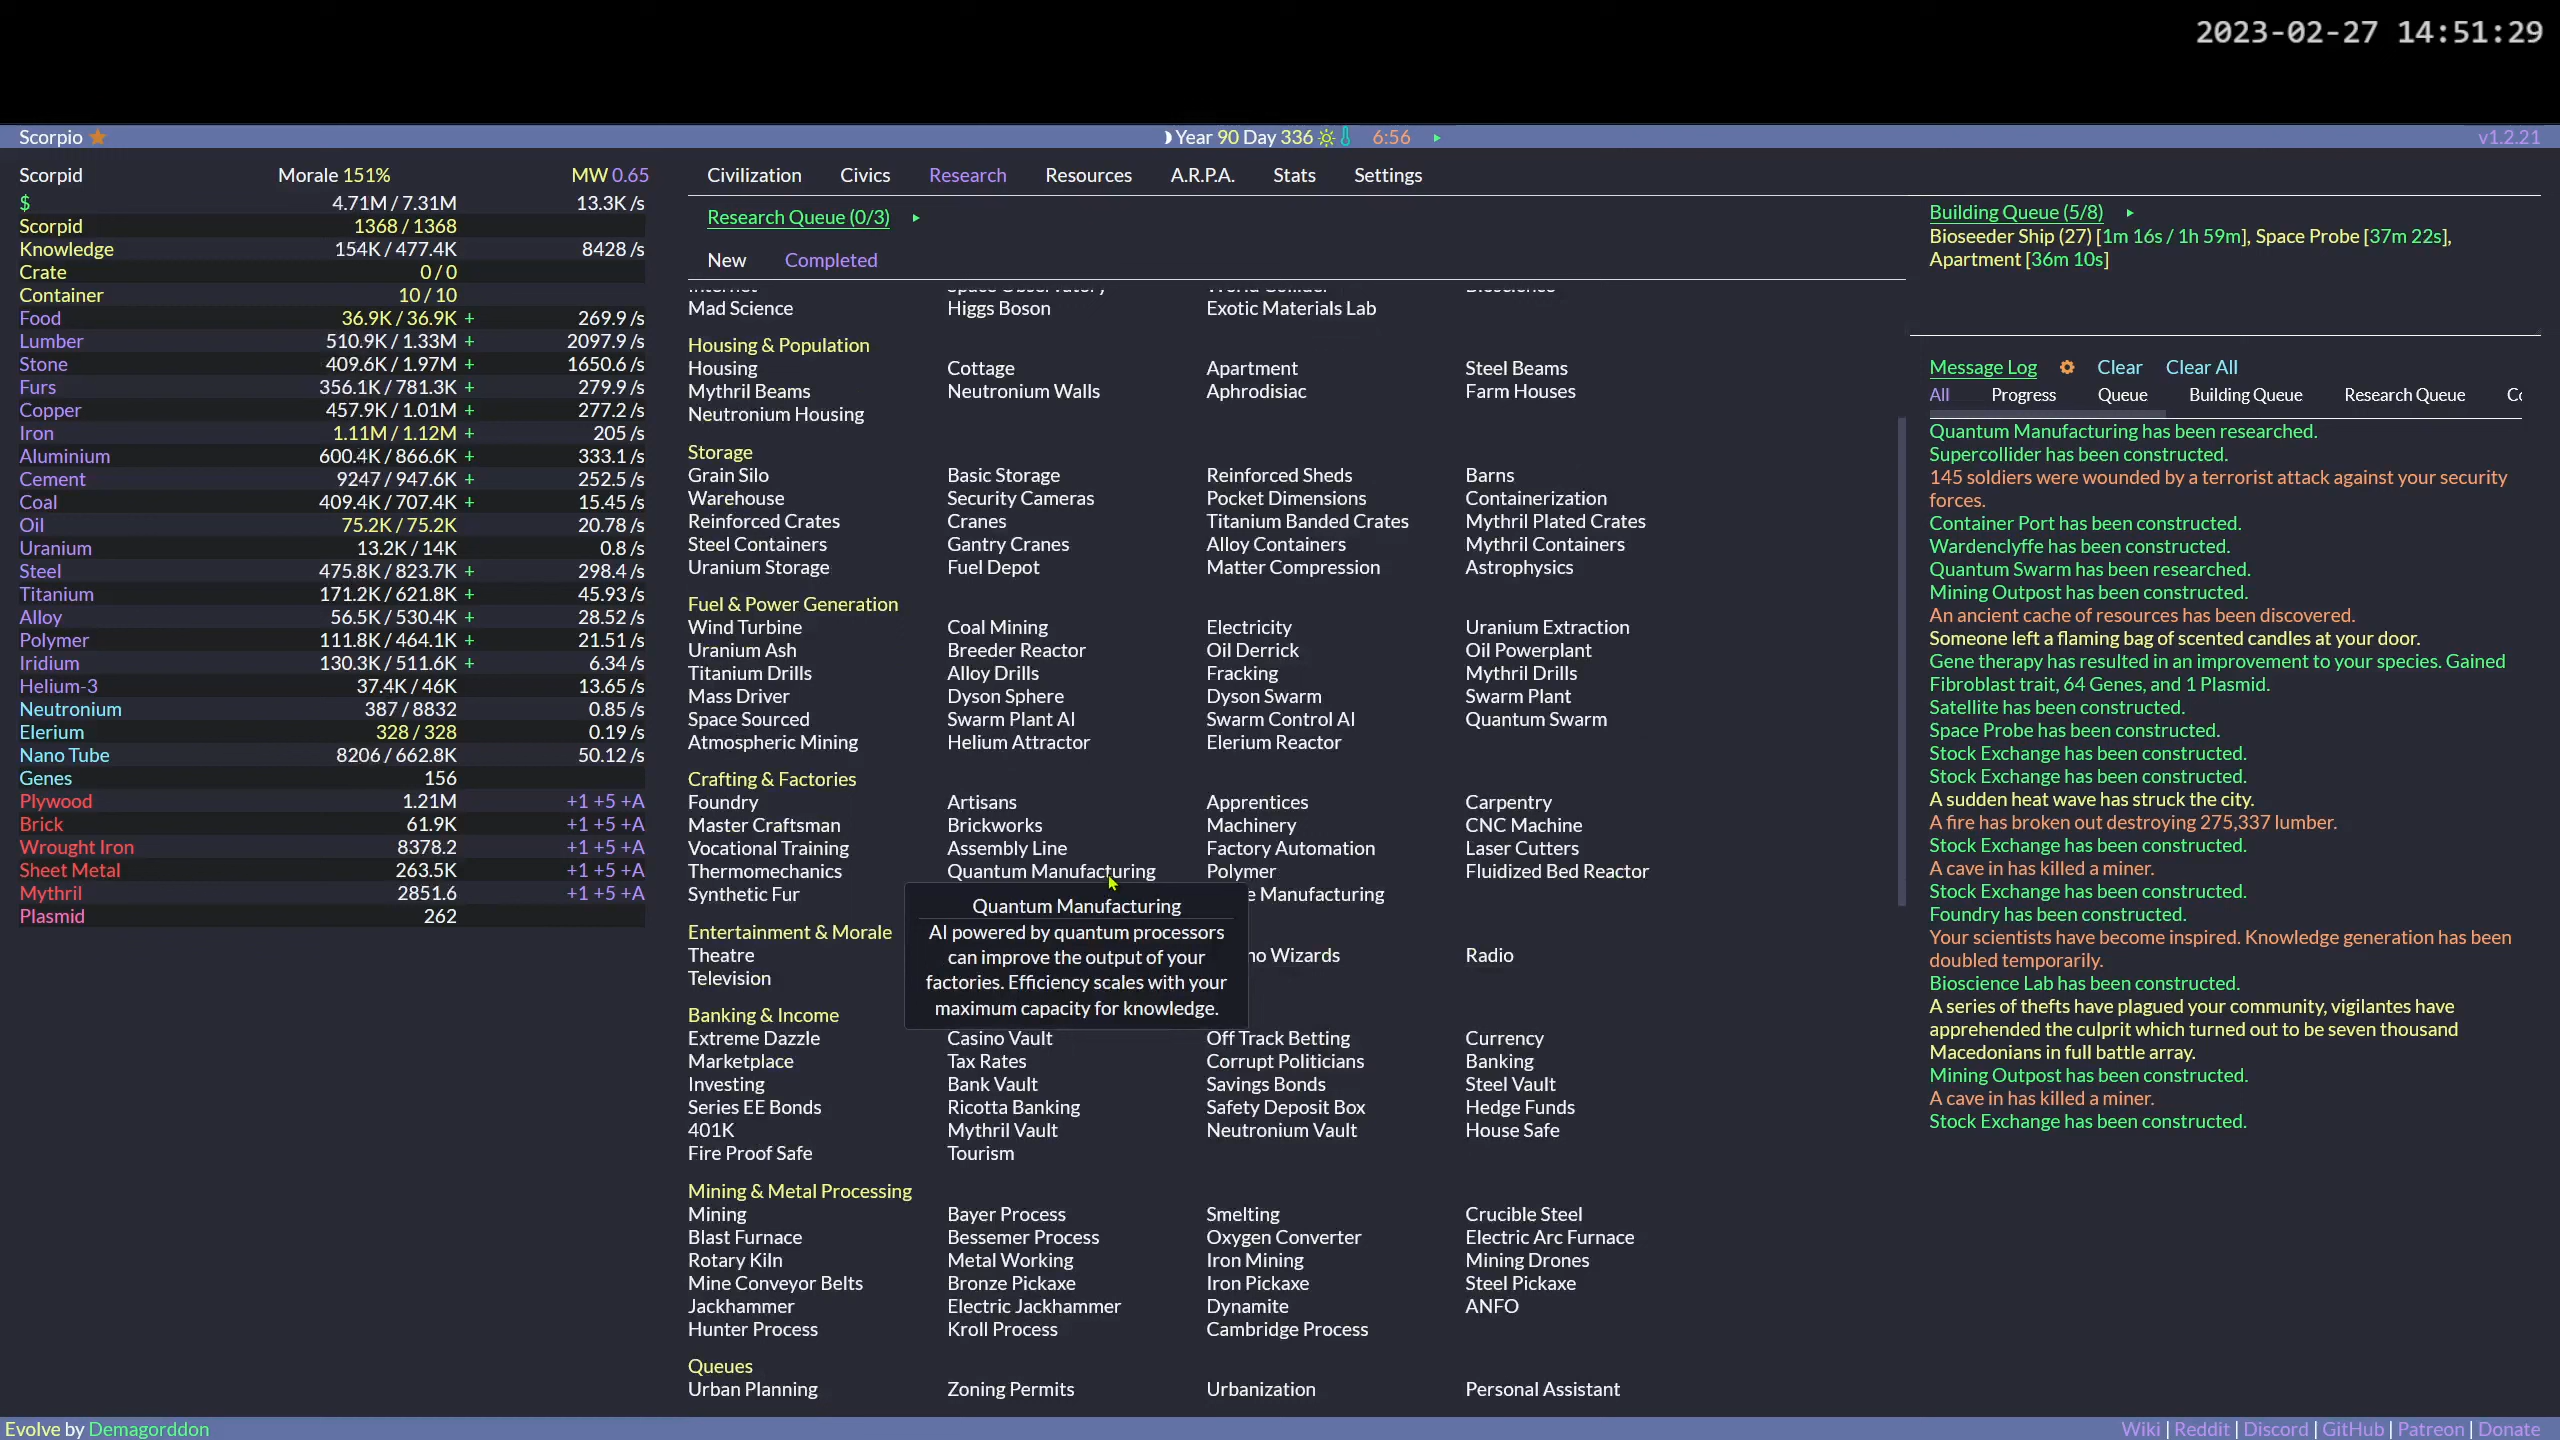 2023-02-27 14:51:29
Scorpio
Year 90 Day 336 6:56
v1.2.21
Scorpid Morale 151% MW 0.65
$ 4.71M / 7.31M 13.3K /s
Scorpid 1368 / 1368
Knowledge 154K / 477.4K 8428 /s
Crate 0 / 0
Container 10 / 10
Food 36.9K / 36.9K + 269.9 /s
Lumber 510.9K / 1.33M + 2097.9 /s
Stone 409.6K / 1.97M + 1650.6 /s
Furs 356.1K / 781.3K + 279.9 /s
Copper 457.9K / 1.01M + 277.2 /s
Iron 1.11M / 1.12M + 205 /s
Aluminium 600.4K / 866.6K + 333.1 /s
Cement 9247 / 947.6K + 252.5 /s
Coal 409.4K / 707.4K + 15.45 /s
Oil 75.2K / 75.2K 20.78 /s
Uranium 13.2K / 14K 0.8 /s
Steel 475.8K / 823.7K + 298.4 /s
Titanium 171.2K / 621.8K + 45.93 /s
Alloy 56.5K / 530.4K + 28.52 /s
Polymer 111.8K / 464.1K + 21.51 /s
Iridium 130.3K / 511.6K + 6.34 /s
Helium-3 37.4K / 46K 13.65 /s
Neutronium 387 / 8832 0.85 /s
Elerium 328 / 328 0.19 /s
Nano Tube 8206 / 662.8K 50.12 /s
Genes 156
Plywood 1.21M +1 +5 +A
Brick 61.9K +1 +5 +A
Wrought Iron 8378.2 +1 +5 +A
Sheet Metal 263.5K +1 +5 +A
Mythril 2851.6 +1 +5 +A
Plasmid 262
Civilization Civics Research Resources A.R.P.A. Stats Settings
Research Queue (0/3)
New Completed
Mad Science Higgs Boson Exotic Materials Lab
Housing & Population
Housing Cottage Apartment Steel Beams
Mythril Beams Neutronium Walls Aphrodisiac Farm Houses
Neutronium Housing
Storage
Grain Silo Basic Storage Reinforced Sheds Barns
Warehouse Security Cameras Pocket Dimensions Containerization
Reinforced Crates Cranes Titanium Banded Crates Mythril Plated Crates
Steel Containers Gantry Cranes Alloy Containers Mythril Containers
Uranium Storage Fuel Depot Matter Compression Astrophysics
Fuel & Power Generation
Wind Turbine Coal Mining Electricity Uranium Extraction
Uranium Ash Breeder Reactor Oil Derrick Oil Powerplant
Titanium Drills Alloy Drills Fracking Mythril Drills
Mass Driver Dyson Sphere Dyson Swarm Swarm Plant
Space Sourced Swarm Plant AI Swarm Control AI Quantum Swarm
Atmospheric Mining Helium Attractor Elerium Reactor
Crafting & Factories
Foundry Artisans Apprentices Carpentry
Master Craftsman Brickworks Machinery CNC Machine
Vocational Training Assembly Line Factory Automation Laser Cutters
Thermomechanics Quantum Manufacturing Polymer Fluidized Bed Reactor
Synthetic Fur e Manufacturing
Quantum Manufacturing
AI powered by quantum processors
can improve the output of your
factories. Efficiency scales with your
maximum capacity for knowledge.
Entertainment & Morale
Theatre no Wizards Radio
Television
Banking & Income
Extreme Dazzle Casino Vault Off Track Betting Currency
Marketplace Tax Rates Corrupt Politicians Banking
Investing Bank Vault Savings Bonds Steel Vault
Series EE Bonds Ricotta Banking Safety Deposit Box Hedge Funds
401K Mythril Vault Neutronium Vault House Safe
Fire Proof Safe Tourism
Mining & Metal Processing
Mining Bayer Process Smelting Crucible Steel
Blast Furnace Bessemer Process Oxygen Converter Electric Arc Furnace
Rotary Kiln Metal Working Iron Mining Mining Drones
Mine Conveyor Belts Bronze Pickaxe Iron Pickaxe Steel Pickaxe
Jackhammer Electric Jackhammer Dynamite ANFO
Hunter Process Kroll Process Cambridge Process
Queues
Urban Planning Zoning Permits Urbanization Personal Assistant
Building Queue (5/8)
Bioseeder Ship (27) [1m 16s / 1h 59m], Space Probe [37m 22s],
Apartment [36m 10s]
Message Log Clear Clear All
All Progress Queue Building Queue Research Queue
Quantum Manufacturing has been researched.
Supercollider has been constructed.
145 soldiers were wounded by a terrorist attack against your security
forces.
Container Port has been constructed.
Wardenclyffe has been constructed.
Quantum Swarm has been researched.
Mining Outpost has been constructed.
An ancient cache of resources has been discovered.
Someone left a flaming bag of scented candles at your door.
Gene therapy has resulted in an improvement to your species. Gained
Fibroblast trait, 64 Genes, and 1 Plasmid.
Satellite has been constructed.
Space Probe has been constructed.
Stock Exchange has been constructed.
Stock Exchange has been constructed.
A sudden heat wave has struck the city.
A fire has broken out destroying 275,337 lumber.
Stock Exchange has been constructed.
A cave in has killed a miner.
Stock Exchange has been constructed.
Foundry has been constructed.
Your scientists have become inspired. Knowledge generation has been
doubled temporarily.
Bioscience Lab has been constructed.
A series of thefts have plagued your community, vigilantes have
apprehended the culprit which turned out to be seven thousand
Macedonians in full battle array.
Mining Outpost has been constructed.
A cave in has killed a miner.
Stock Exchange has been constructed.
Evolve by Demagorddon
Wiki | Reddit | Discord | GitHub | Patreon | Donate